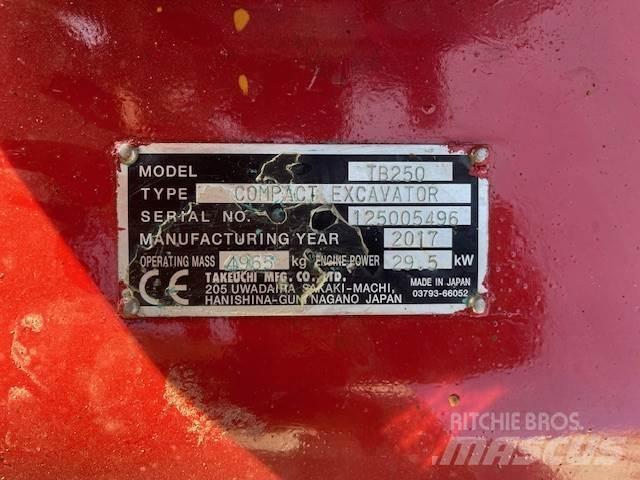 MODEL TB250
TYPE COMPACT EXCAVATOR
SERIAL NO. 125005496
MANUFACTURING YEAR 2017
OPERATING MASS 4965 kg ENGINE POWER 29.5 kW
CE TAKEUCHI MFG. CO., LTD.
205 UWADAIRA SAKAKI-MACHI,
HANISHINA-GUN NAGANO JAPAN
MADE IN JAPAN
03793-66052
RITCHIE BROS.
MASCUS